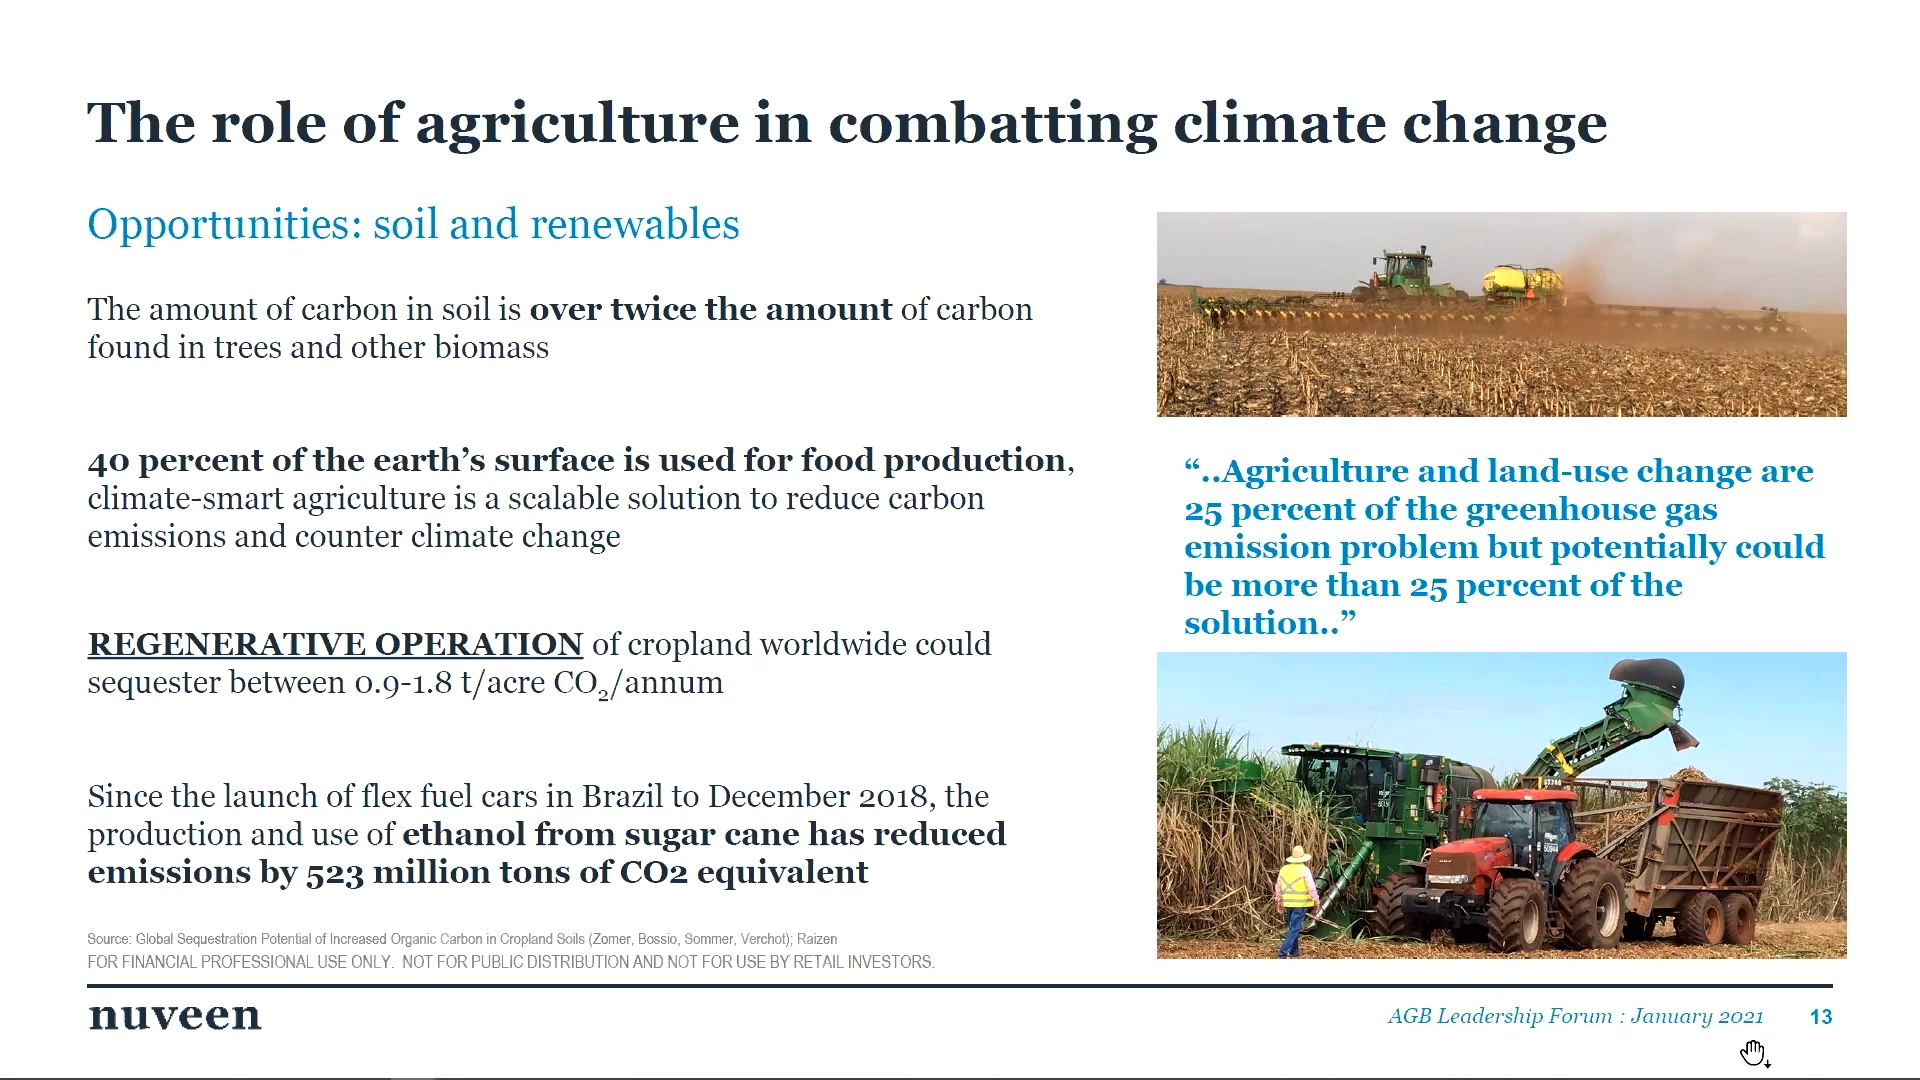 The role of agriculture in combatting climate change
Opportunities: soil and renewables
The amount of carbon in soil is over twice the amount of carbon
found in trees and other biomass
40 percent of the earth’s surface is used for food production,
climate-smart agriculture is a scalable solution to reduce carbon
emissions and counter climate change
REGENERATIVE OPERATION of cropland worldwide could
sequester between 0.9-1.8 t/acre CO₂/annum
Since the launch of flex fuel cars in Brazil to December 2018, the
production and use of ethanol from sugar cane has reduced
emissions by 523 million tons of CO2 equivalent
“..Agriculture and land-use change are
25 percent of the greenhouse gas
emission problem but potentially could
be more than 25 percent of the
solution..”
Source: Global Sequestration Potential of Increased Organic Carbon in Cropland Soils (Zomer, Bossio, Sommer, Verchot); Raizen
FOR FINANCIAL PROFESSIONAL USE ONLY. NOT FOR PUBLIC DISTRIBUTION AND NOT FOR USE BY RETAIL INVESTORS.
nuveen
AGB Leadership Forum : January 2021
13